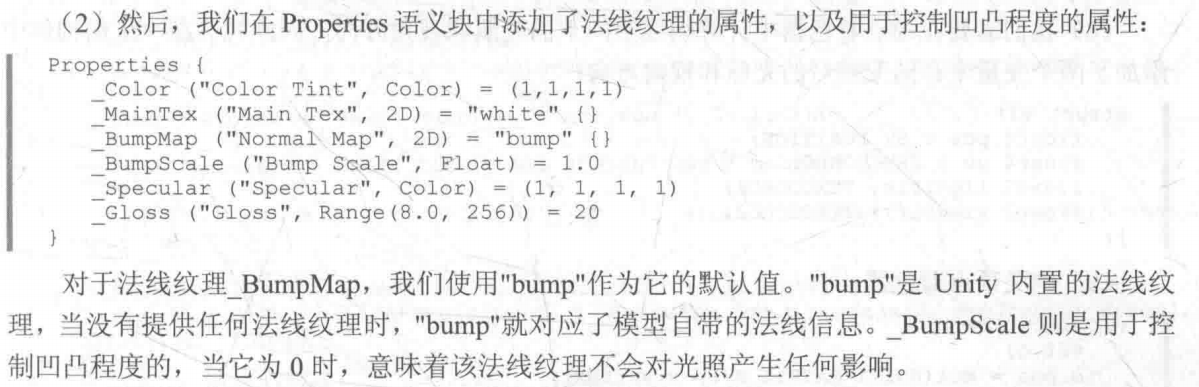 （2）然后，我们在 Properties 语义块中添加了法线纹理的属性，以及用于控制凹凸程度的属性：
Properties {
_Color ("Color Tint", Color) = (1,1,1,1)
_MainTex ("Main Tex", 2D) = "white" {}
_BumpMap ("Normal Map", 2D) = "bump" {}
_BumpScale ("Bump Scale", Float) = 1.0
_Specular ("Specular", Color) = (1, 1, 1, 1)
_Gloss ("Gloss", Range(8.0, 256)) = 20
}
对于法线纹理_BumpMap，我们使用"bump"作为它的默认值。"bump"是 Unity 内置的法线纹
理，当没有提供任何法线纹理时，"bump"就对应了模型自带的法线信息。_BumpScale 则是用于控
制凹凸程度的，当它为 0 时，意味着该法线纹理不会对光照产生任何影响。